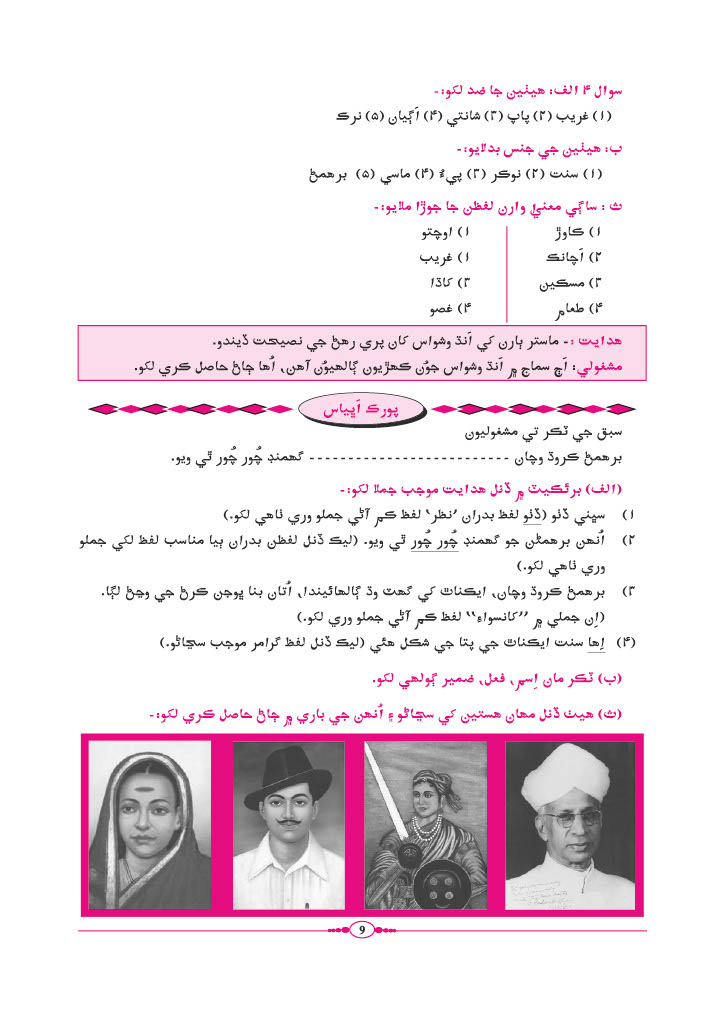 سوال ۴ الف: هيٺين جا ضد لکو:-
(۱) غريب (۲) پاپ (۳) شانتي (۴) اَڳيان (۵) نرڪ
ب: هيٺين جي جنس بدلايو:-
(۱) سنت (۲) نوڪر (۳) پيءُ (۴) ماسي (۵) برهمڻ
ث : ساڳي معنيٰ وارن لفظن جا جوڙا ملايو:-
۱) ڪاوڙ ۱) اوچتو
۲) اَچانڪ ۱) غريب
۳) مسڪين ۳) کاڌا
۴) طعام ۴) غصو
هدايت :- ماستر ٻارن کي اَنڌ وشواس کان پري رهڻ جي نصيحت ڏيندو.
مشغولي: اَڄ سماج ۾ اَنڌ وشواس جوُن ڪهڙيون ڳالهيوُن آهن، اُها ڄاڻ حاصل ڪري لکو.
پورڪ اَڀياس
سبق جي ٽڪر تي مشغوليون
برهمڻ ڪروڌ وچان -------------------------- گهمنڊ چُور چُور ٿي ويو.
(الف) برئڪيٽ ۾ ڏنل هدايت موجب جملا لکو:-
۱) سڀني ڏٺو (ڏٺو لفظ بدران ’نظر‘ لفظ ڪم آڻي جملو وري ٺاهي لکو.)
۲) اُنهن برهمڻن جو گهمنڊ چُور چُور ٿي ويو. (ليڪ ڏنل لفظن بدران ٻيا مناسب لفظ لکي جملو
وري ٺاهي لکو.)
۳) برهمڻ ڪروڌ وچان، ايڪناٿ کي گهٽ وڌ ڳالهائيندا، اُتان بنا ڀوجن ڪرڻ جي وڃڻ لڳا.
(اِن جملي ۾ ”کانسواءِ“ لفظ ڪم آڻي جملو وري لکو.)
(۴) اِها سنت ايڪناٿ جي پتا جي شڪل هئي (ليڪ ڏنل لفظ گرامر موجب سڃاڻو.)
(ب) ٽڪر مان اِسم، فعل، ضمير ڳولهي لکو.
(ث) هيٺ ڏنل مهان هستين کي سڃاڻو ۽ اُنهن جي باري ۾ ڄاڻ حاصل ڪري لکو:-
9